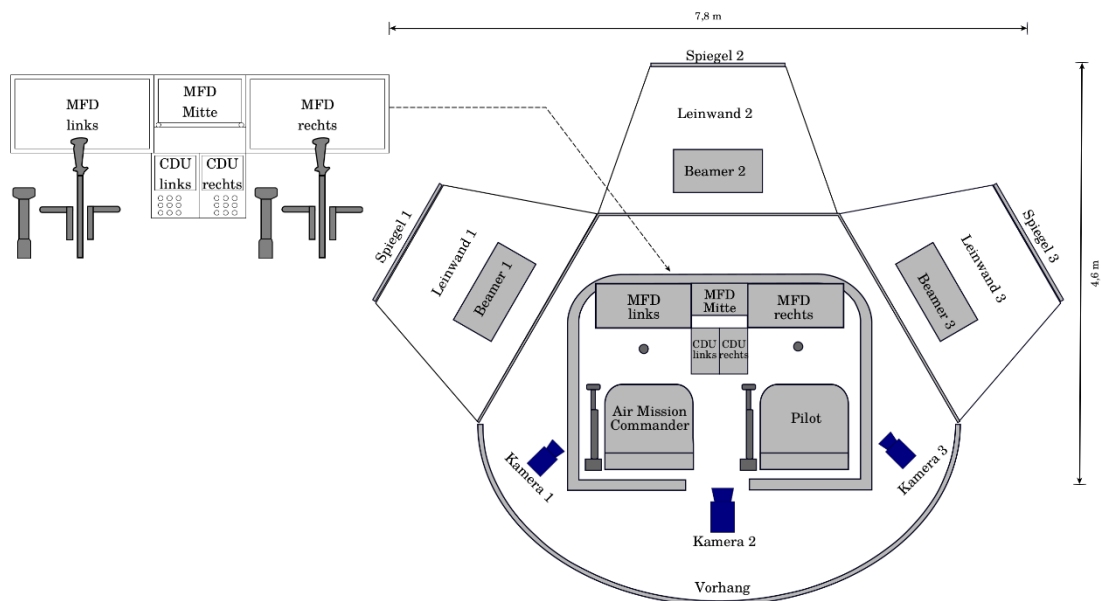 7,8 m
4,6 m
MFD
links
MFD
Mitte
MFD
rechts
CDU
links
CDU
rechts
Spiegel 2
Leinwand 2
Beamer 2
Spiegel 1
Leinwand 1
Beamer 1
Spiegel 3
Leinwand 3
Beamer 3
MFD
links
MFD
Mitte
MFD
rechts
CDU
links
CDU
rechts
Air Mission
Commander
Pilot
Kamera 1
Kamera 2
Kamera 3
Vorhang